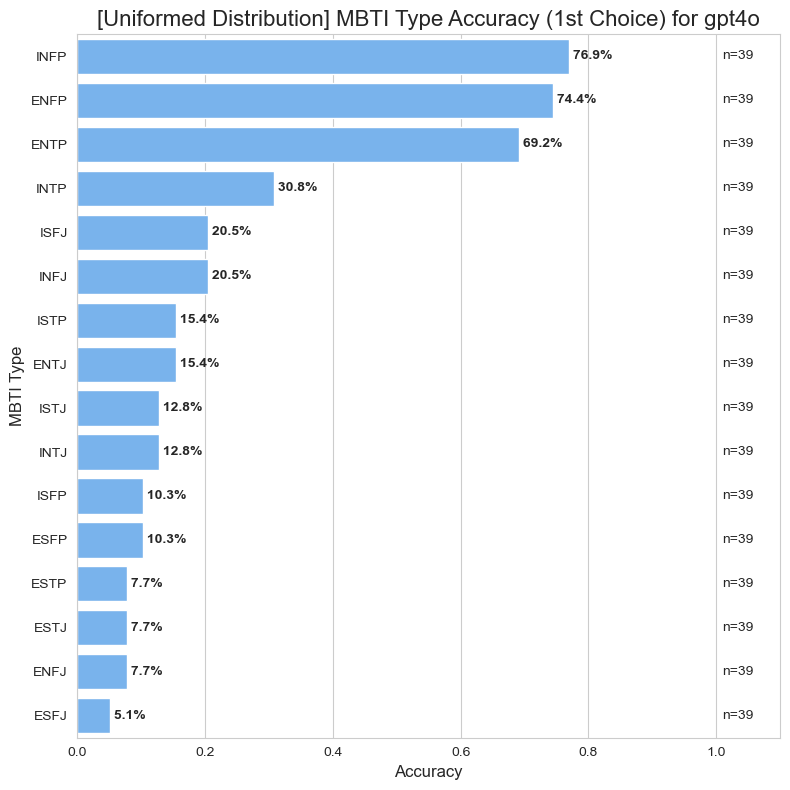 [Uniformed Distribution] MBTI Type Accuracy (1st Choice) for gpt4o
INFP 76.9% n=39
ENFP 74.4% n=39
ENTP 69.2% n=39
INTP 30.8% n=39
ISFJ 20.5% n=39
INFJ 20.5% n=39
ISTP 15.4% n=39
ENTJ 15.4% n=39
ISTJ 12.8% n=39
INTJ 12.8% n=39
ISFP 10.3% n=39
ESFP 10.3% n=39
ESTP 7.7% n=39
ESTJ 7.7% n=39
ENFJ 7.7% n=39
ESFJ 5.1% n=39
MBTI Type
0.0 0.2 0.4 0.6 0.8 1.0
Accuracy